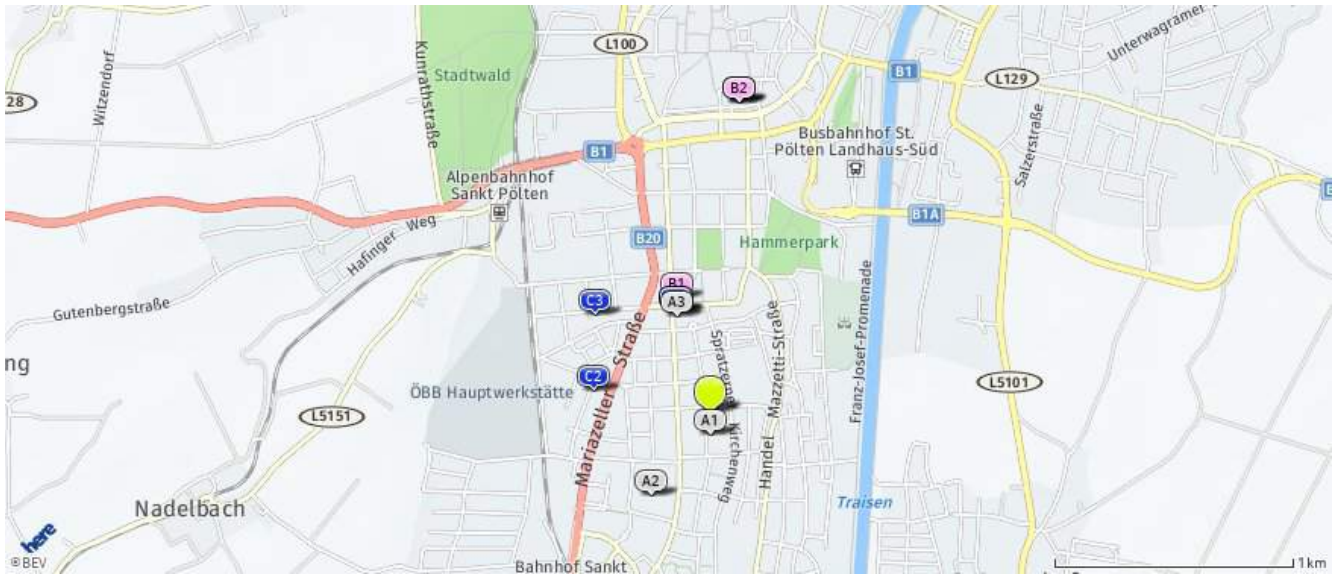 Unterwagramer
L100
B1
L129
Stadtwald
28
Witzendorf
Kunrathstraße
B2
Salzerstraße
Busbahnhof St.
Pölten Landhaus-Süd
B1
Alpenbahnhof
Sankt Pölten
B1A
Hafinger Weg
B20
Hammerpark
Gutenbergstraße
B1
A3
C3
Franz-Josef-Promenade
ng
ÖBB Hauptwerkstätte
C2
Mariazeller Straße
Spratzerner Kirchenweg
Handel Mazzetti-Straße
L5101
L5151
A1
A2
Nadelbach
Traisen
here
©BEV
Bahnhof Sankt
1 km